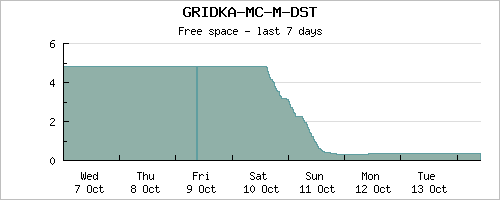 GRIDKA-MC-M-DST
Free space - last 7 days
6
4
2
0
Wed Thu Fri Sat Sun Mon Tue
7 Oct 8 Oct 9 Oct 10 Oct 11 Oct 12 Oct 13 Oct